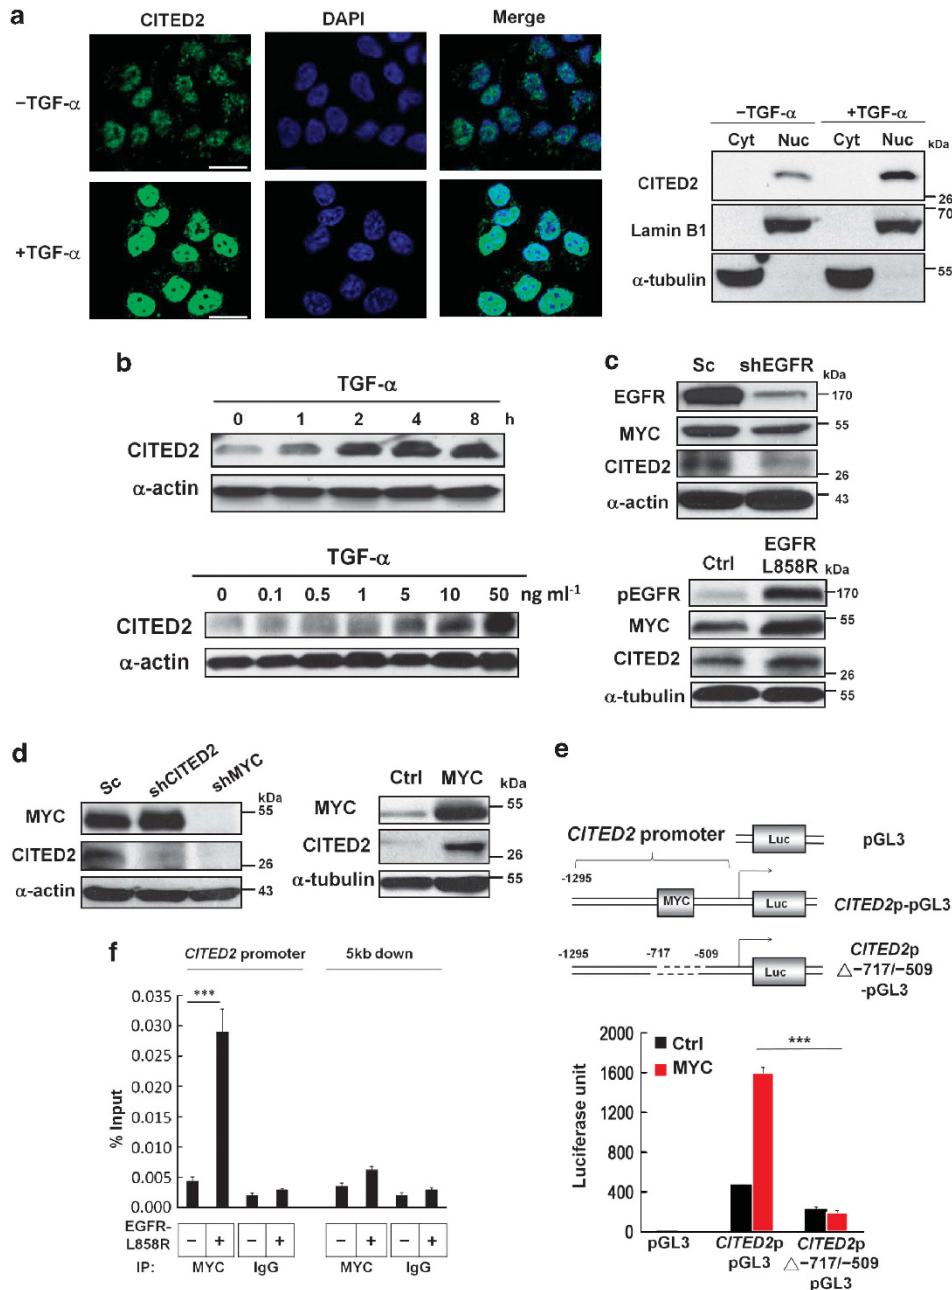 a
CITED2 DAPI Merge
−TGF-α
+TGF-α
−TGF-α +TGF-α
Cyt Nuc Cyt Nuc kDa
CITED2
26
70
Lamin B1
α-tubulin 55
b
TGF-α
0 1 2 4 8 h
CITED2
α-actin
TGF-α
0 0.1 0.5 1 5 10 50 ng ml-1
CITED2
α-actin
c
Sc shEGFR kDa
EGFR 170
MYC 55
CITED2 26
α-actin 43
Ctrl EGFR L858R kDa
pEGFR 170
MYC 55
CITED2 26
α-tubulin 55
d
Sc shCITED2 shMYC kDa
MYC 55
CITED2 26
α-actin 43
Ctrl MYC kDa
MYC 55
CITED2 26
α-tubulin 55
e
CITED2 promoter
Luc pGL3
-1295
MYC Luc CITED2p-pGL3
-1295 -717 -509
Luc
CITED2p
△−717/−509
-pGL3
Ctrl
MYC
***
Luciferase unit
1600
1200
800
400
0
pGL3 CITED2p pGL3 CITED2p △−717/−509 pGL3
f
CITED2 promoter 5kb down
***
% Input
0.035
0.030
0.025
0.020
0.015
0.010
0.005
0.000
EGFR-L858R − + − + − + − +
IP: MYC IgG MYC IgG